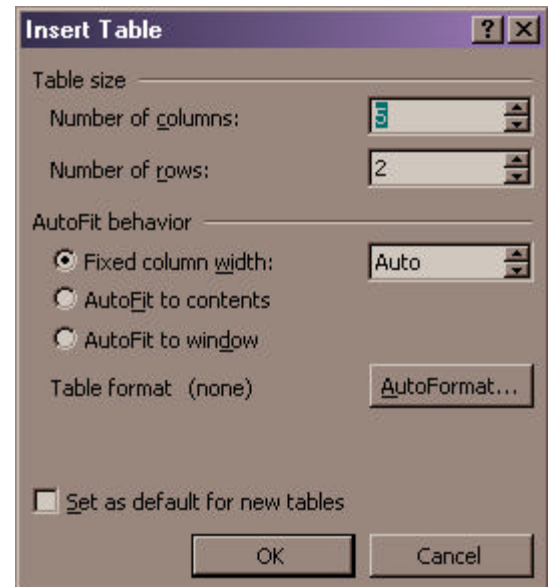 Insert Table
Table size
Number of columns: 5
Number of rows: 2
AutoFit behavior
Fixed column width: Auto
AutoFit to contents
AutoFit to window
Table format (none) AutoFormat...
Set as default for new tables
OK Cancel